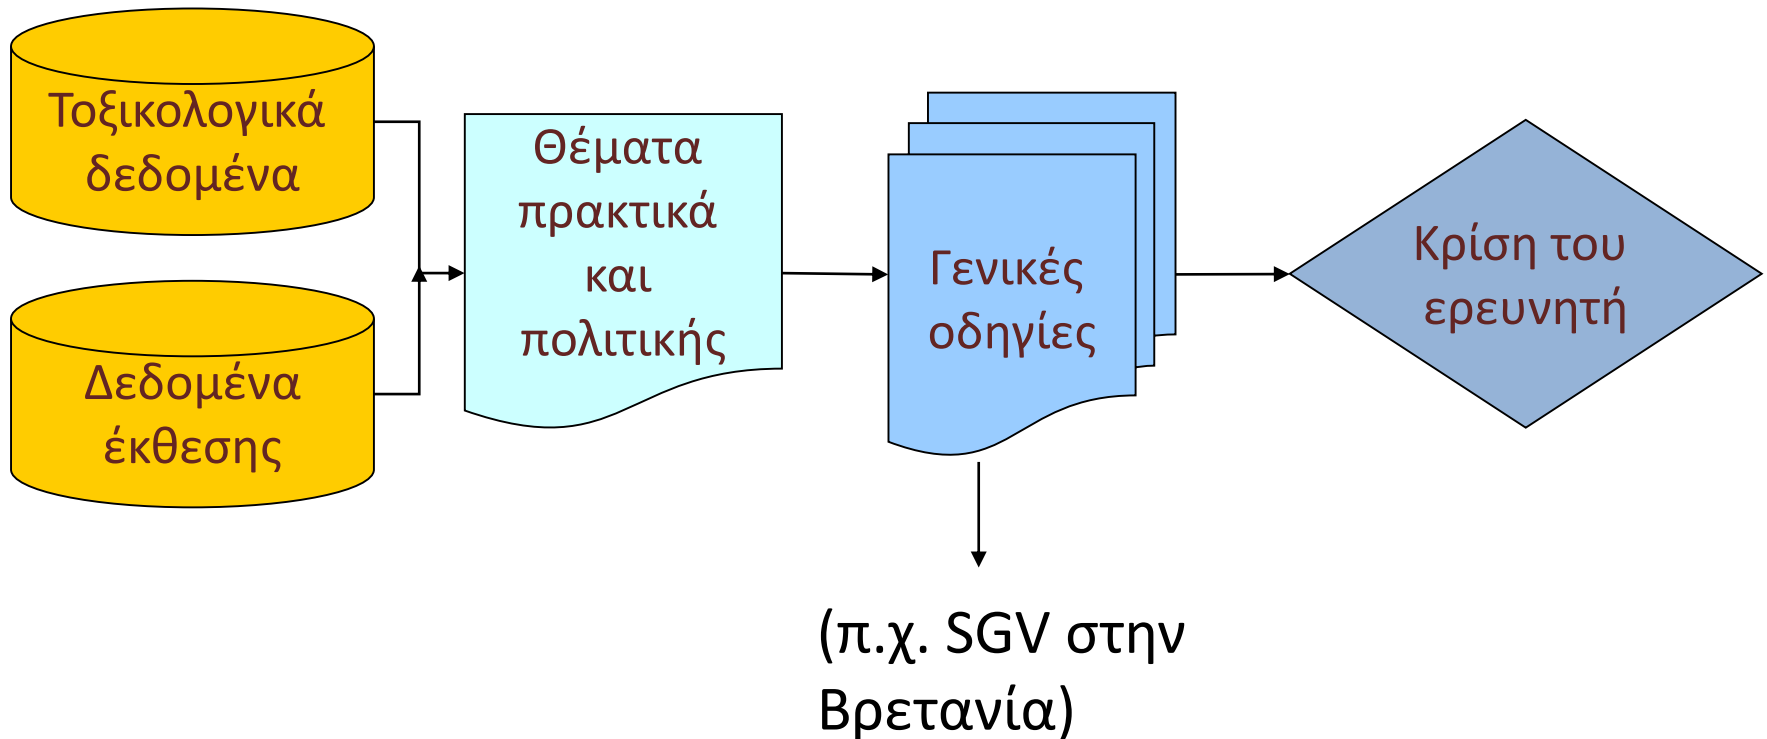 Τοξικολογικά
δεδομένα
Δεδομένα
έκθεσης
Θέματα
πρακτικά
και
πολιτικής
Γενικές
οδηγίες
Κρίση του
ερευνητή
(π.χ. SGV στην
Βρετανία)